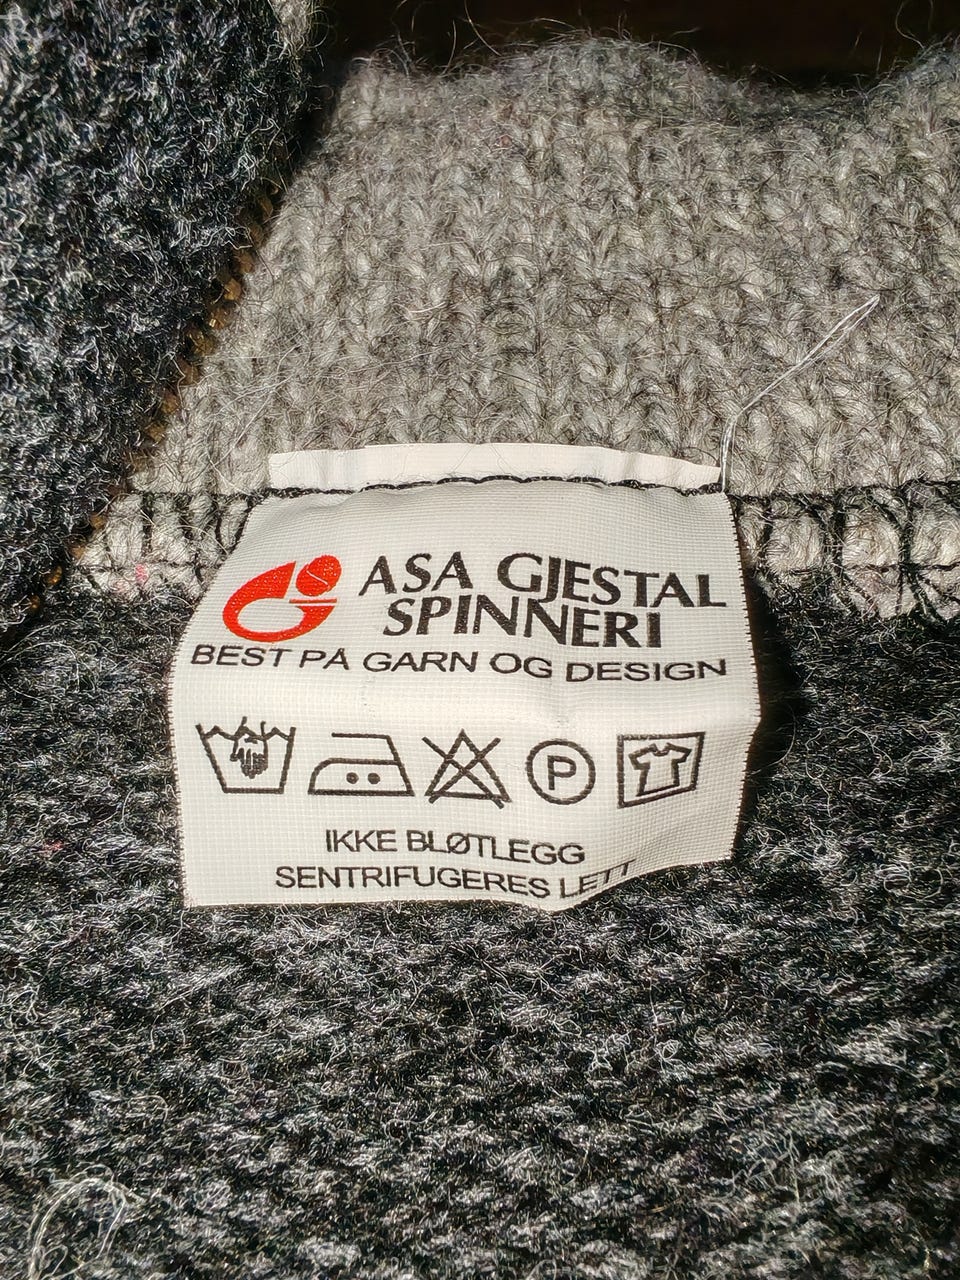 ASA GJESTAL
SPINNERI
BEST PÅ GARN OG DESIGN
P
IKKE BLØTLEGG
SENTRIFUGERES LETT